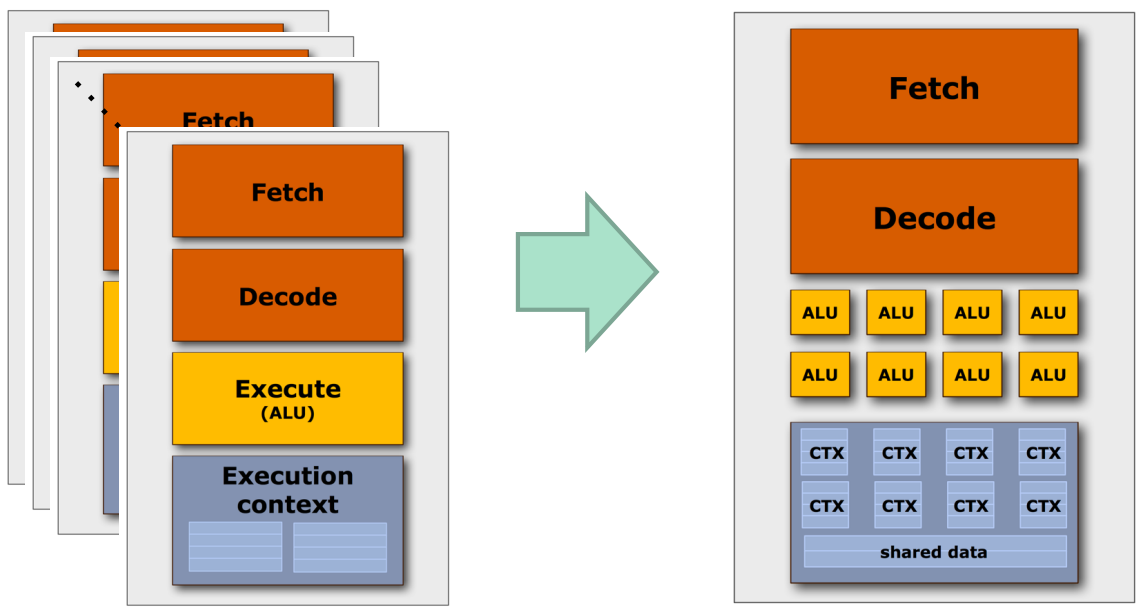 Fetch
Fetch
Decode
Execute
(ALU)
Execution
context
Fetch
Decode
ALU ALU ALU ALU
ALU ALU ALU ALU
CTX CTX CTX CTX
CTX CTX CTX CTX
shared data